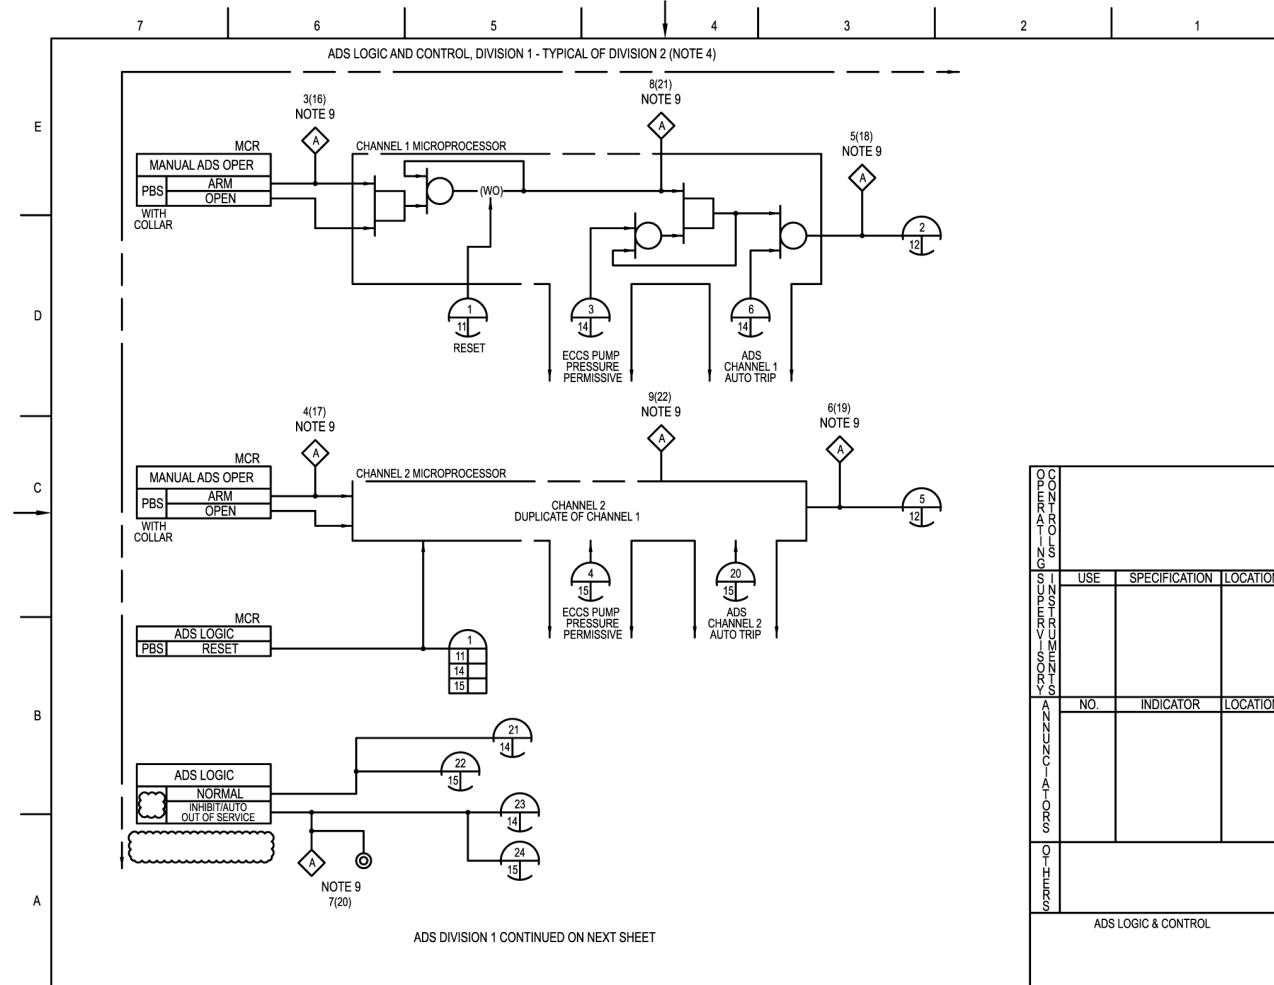 7 6 5 4 3 2 1
ADS LOGIC AND CONTROL, DIVISION 1 - TYPICAL OF DIVISION 2 (NOTE 4)
E
D
C
B
A
3(16)
NOTE 9
A
8(21)
NOTE 9
A
5(18)
NOTE 9
A
MCR
MANUAL ADS OPER
PBS
ARM
OPEN
WITH
COLLAR
CHANNEL 1 MICROPROCESSOR
(WO)
2
12
1
11
RESET
3
14
ECCS PUMP
PRESSURE
PERMISSIVE
6
14
ADS
CHANNEL 1
AUTO TRIP
4(17)
NOTE 9
A
9(22)
NOTE 9
A
6(19)
NOTE 9
A
MCR
MANUAL ADS OPER
PBS
ARM
OPEN
WITH
COLLAR
CHANNEL 2 MICROPROCESSOR
CHANNEL 2
DUPLICATE OF CHANNEL 1
5
12
4
15
ECCS PUMP
PRESSURE
PERMISSIVE
20
15
ADS
CHANNEL 2
AUTO TRIP
MCR
ADS LOGIC
PBS RESET
1
11
14
15
21
14
22
15
ADS LOGIC
NORMAL
INHIBIT/AUTO
OUT OF SERVICE
23
14
24
15
A
NOTE 9
7(20)
ADS DIVISION 1 CONTINUED ON NEXT SHEET
OPERATING
CONTROLS
SUPERVISORY
INSTRUMENTS
USE SPECIFICATION LOCATION
ANNUNCIATORS
NO. INDICATOR LOCATION
OTHERS
ADS LOGIC & CONTROL